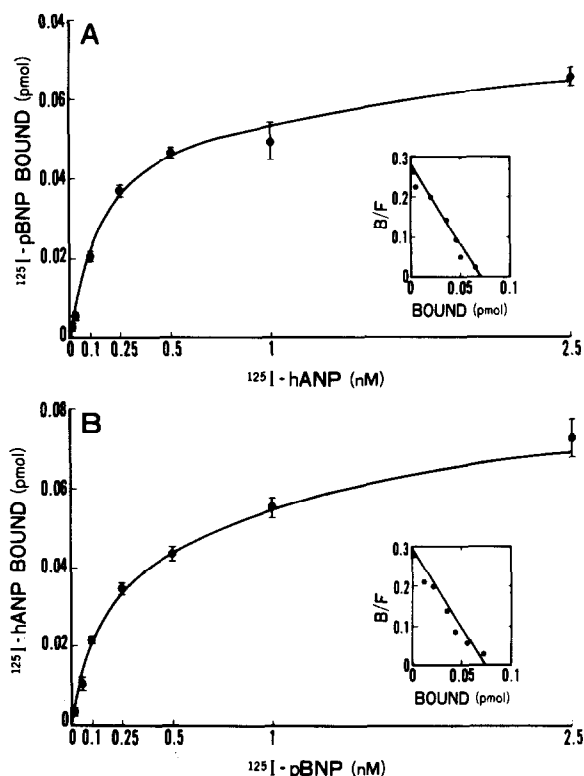 A
¹²⁵I-pBNP BOUND (pmol)
0.04
0.06
0.04
0.02
0
0 0.1 0.25 0.5 1 2.5
¹²⁵I-hANP (nM)
B/F
0.3
0.2
0.1
0
0 0.05 0.1
BOUND (pmol)
B
¹²⁵I-hANP BOUND (pmol)
0.08
0.06
0.04
0.02
0
0 0.1 0.25 0.5 1 2.5
¹²⁵I-pBNP (nM)
B/F
0.3
0.2
0.1
0
0 0.05 0.1
BOUND (pmol)